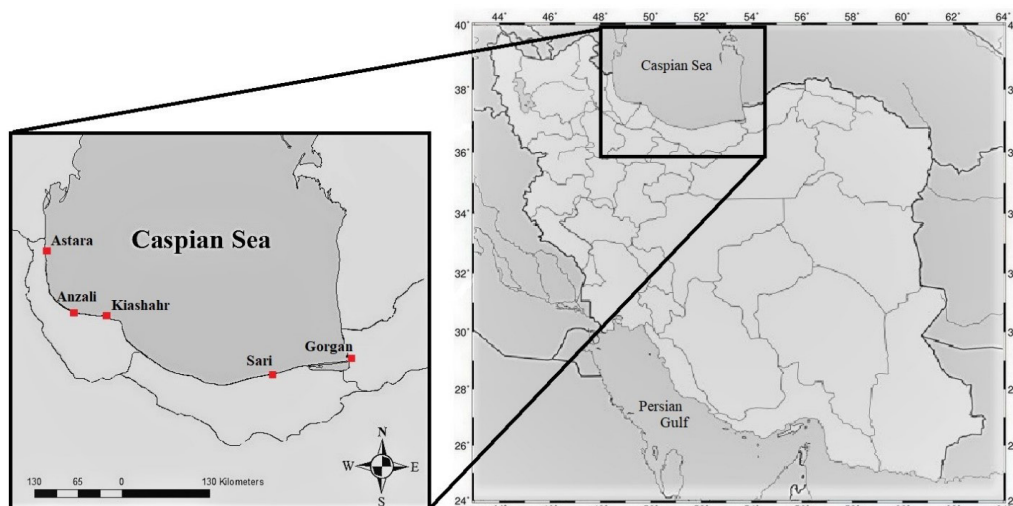 44° 46° 48° 50° 52° 54° 56° 58° 60° 62° 64°
40°
38°
36°
34°
32°
30°
28°
26°
24°
Caspian Sea
Persian
Gulf
Astara
Caspian Sea
Anzali
Kiashahr
Gorgan
Sari
N
W
E
S
130 65 0 130 Kilometers